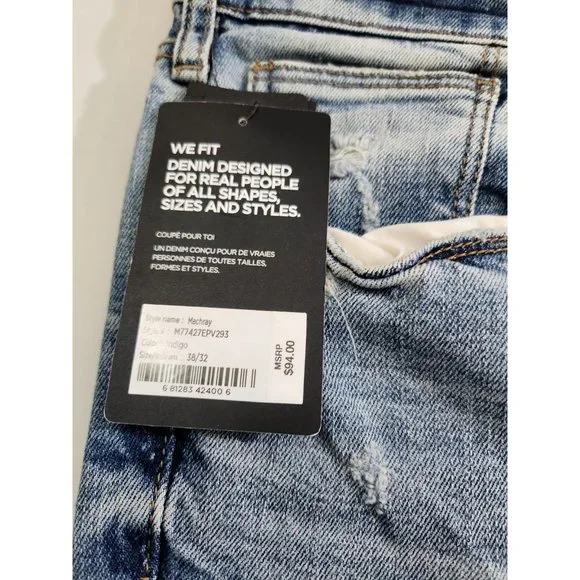 WE FIT
DENIM DESIGNED
FOR REAL PEOPLE
OF ALL SHAPES,
SIZES AND STYLES.
COUPÉ POUR TOI
UN DENIM CONÇU POUR DE VRAIES
PERSONNES DE TOUTES TAILLES,
FORMES ET STYLES.
Style name : Machray
Style # : M77427EPV293
Color : Indigo
38/32
6 81283 42400 6
MSRP
$94.00